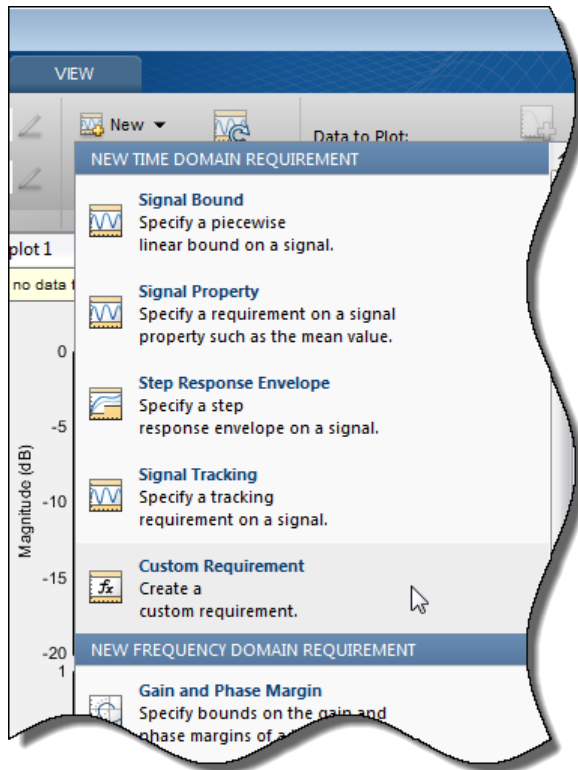 VIEW
New
Data to Plot:
NEW TIME DOMAIN REQUIREMENT
Signal Bound
Specify a piecewise
linear bound on a signal.
plot 1
no data
Signal Property
Specify a requirement on a signal
property such as the mean value.
0
Step Response Envelope
Specify a step
response envelope on a signal.
-5
Signal Tracking
Specify a tracking
requirement on a signal.
-10
Magnitude (dB)
Custom Requirement
Create a
custom requirement.
-15
fx
-20
NEW FREQUENCY DOMAIN REQUIREMENT
1
Gain and Phase Margin
Specify bounds on the gain and
phase margins of a